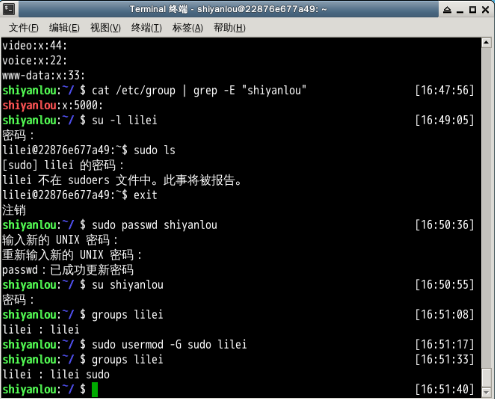 Terminal 终端 - shiyanlou@22876e677a49: ~
文件(F) 编辑(E) 视图(V) 终端(T) 标签(A) 帮助(H)
video:x:44:
voice:x:22:
www-data:x:33:
shiyanlou:~/ $ cat /etc/group | grep -E "shiyanlou" [16:47:56]
shiyanlou:x:5000:
shiyanlou:~/ $ su -l lilei [16:49:05]
密码：
lilei@22876e677a49:~$ sudo ls
[sudo] lilei 的密码：
lilei 不在 sudoers 文件中。此事将被报告。
lilei@22876e677a49:~$ exit
注销
shiyanlou:~/ $ sudo passwd shiyanlou [16:50:36]
输入新的 UNIX 密码：
重新输入新的 UNIX 密码：
passwd：已成功更新密码
shiyanlou:~/ $ su shiyanlou [16:50:55]
密码：
shiyanlou:~/ $ groups lilei [16:51:08]
lilei : lilei
shiyanlou:~/ $ sudo usermod -G sudo lilei [16:51:17]
shiyanlou:~/ $ groups lilei [16:51:33]
lilei : lilei sudo
shiyanlou:~/ $ [16:51:40]